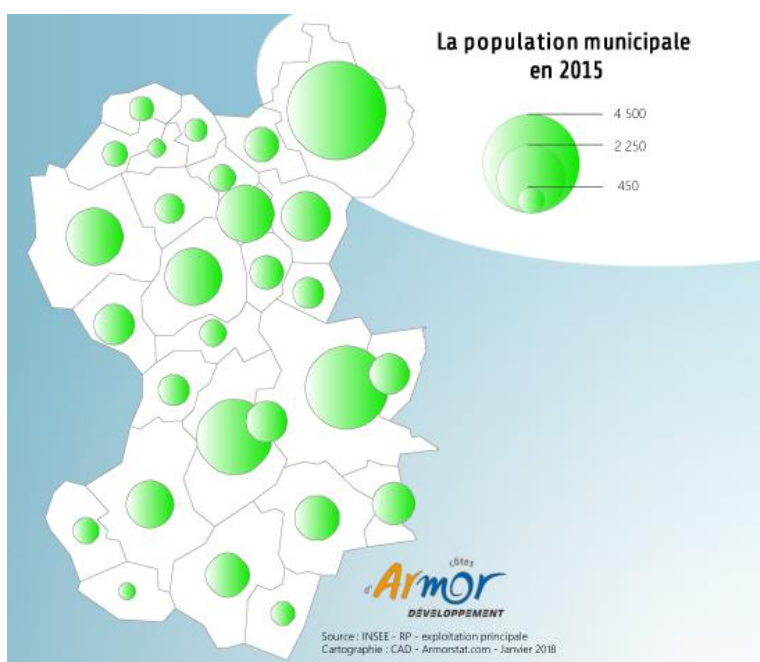 La population municipale
en 2015
4 500
2 250
450
côtes
d'Armor
DÉVELOPPEMENT
Source : INSEE - RP - exploitation principale
Cartographie : CAD - Armorstat.com - Janvier 2018